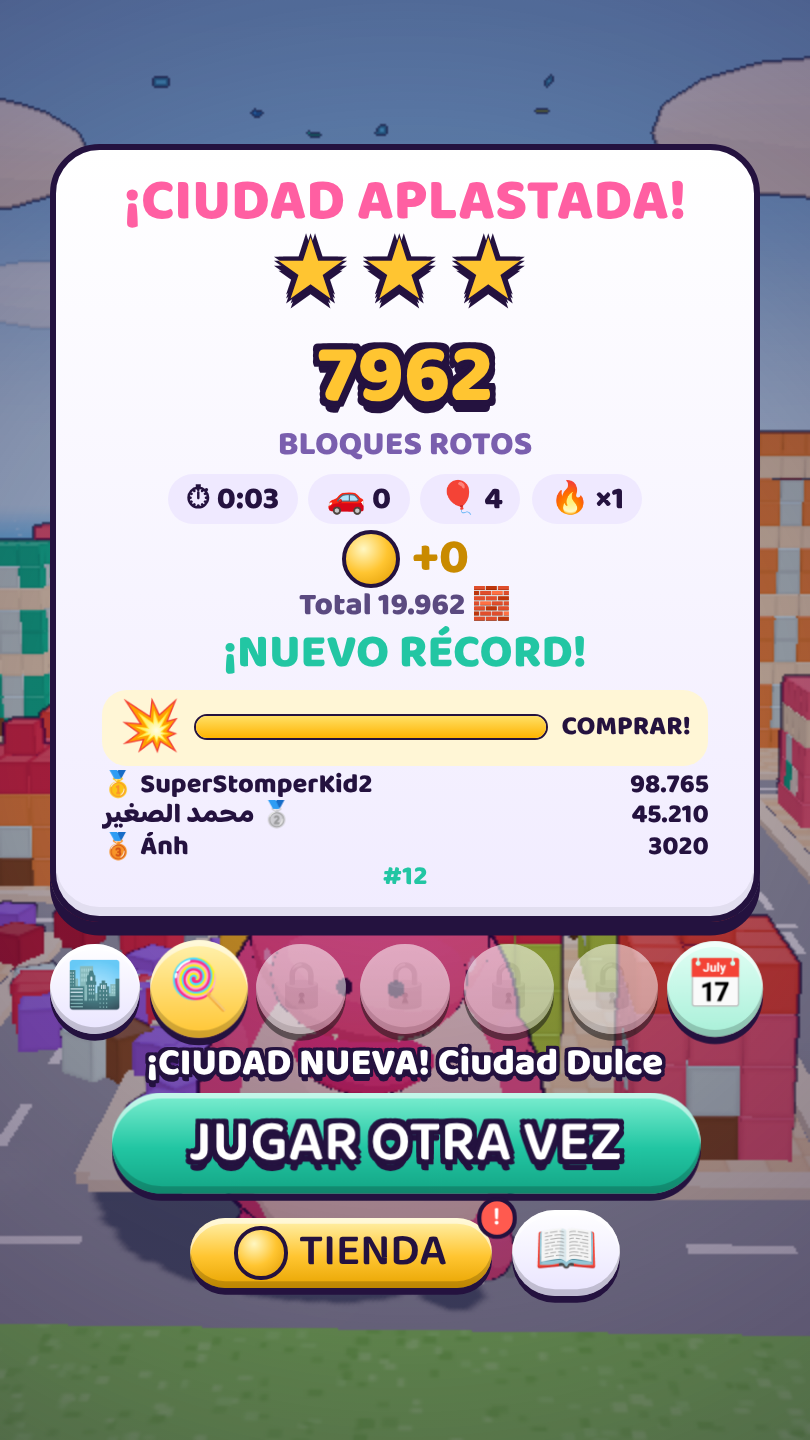 ¡CIUDAD APLASTADA!
7962
BLOQUES ROTOS
0:03
0
4
×1
+0
Total 19.962
¡NUEVO RÉCORD!
COMPRAR!
SuperStomperKid2 98.765
محمد الصغير 45.210
Ánh 3020
#12
July
17
¡CIUDAD NUEVA! Ciudad Dulce
JUGAR OTRA VEZ
!
TIENDA